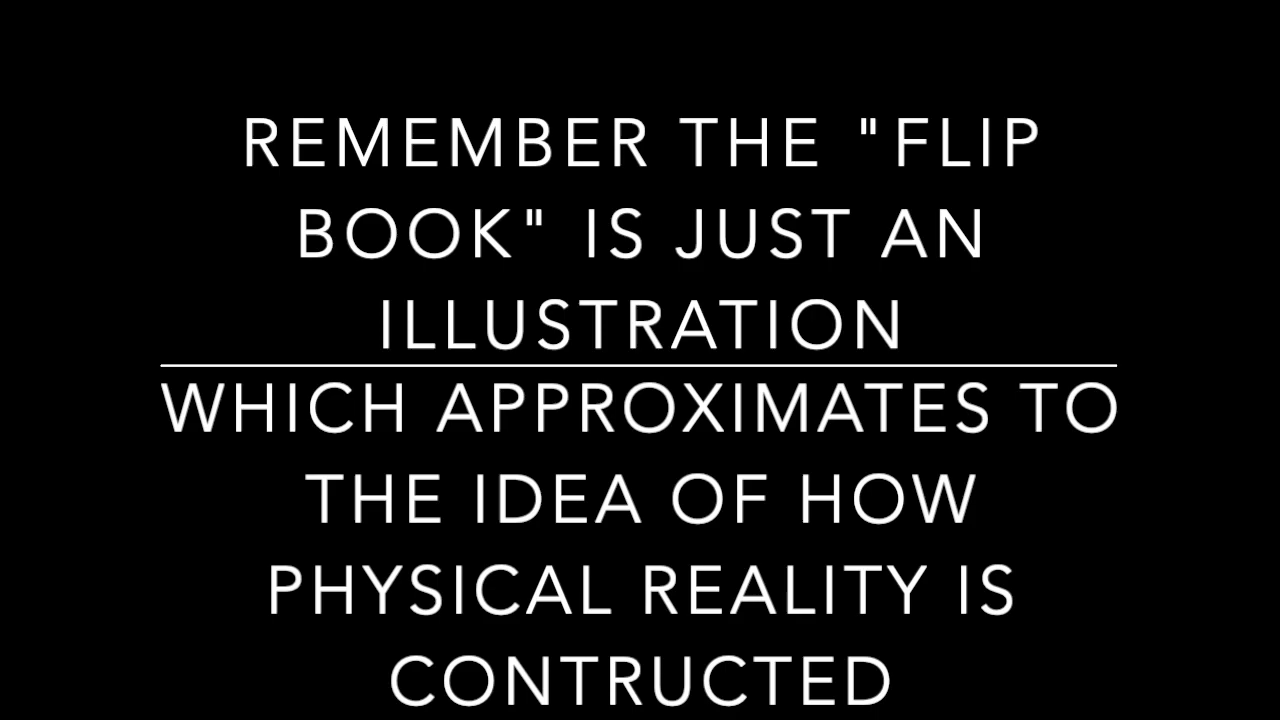 REMEMBER THE "FLIP
BOOK" IS JUST AN
ILLUSTRATION
WHICH APPROXIMATES TO
THE IDEA OF HOW
PHYSICAL REALITY IS
CONTRUCTED